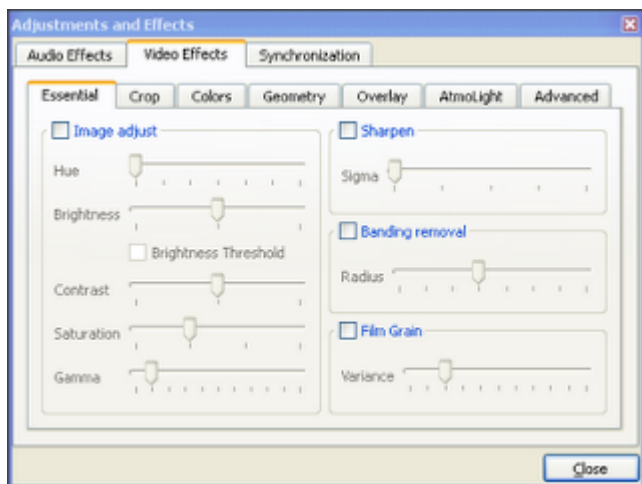 Adjustments and Effects
Audio Effects Video Effects Synchronization
Essential Crop Colors Geometry Overlay AtmoLight Advanced
Image adjust
Hue
Brightness
Brightness Threshold
Contrast
Saturation
Gamma
Sharpen
Sigma
Banding removal
Radius
Film Grain
Variance
Close